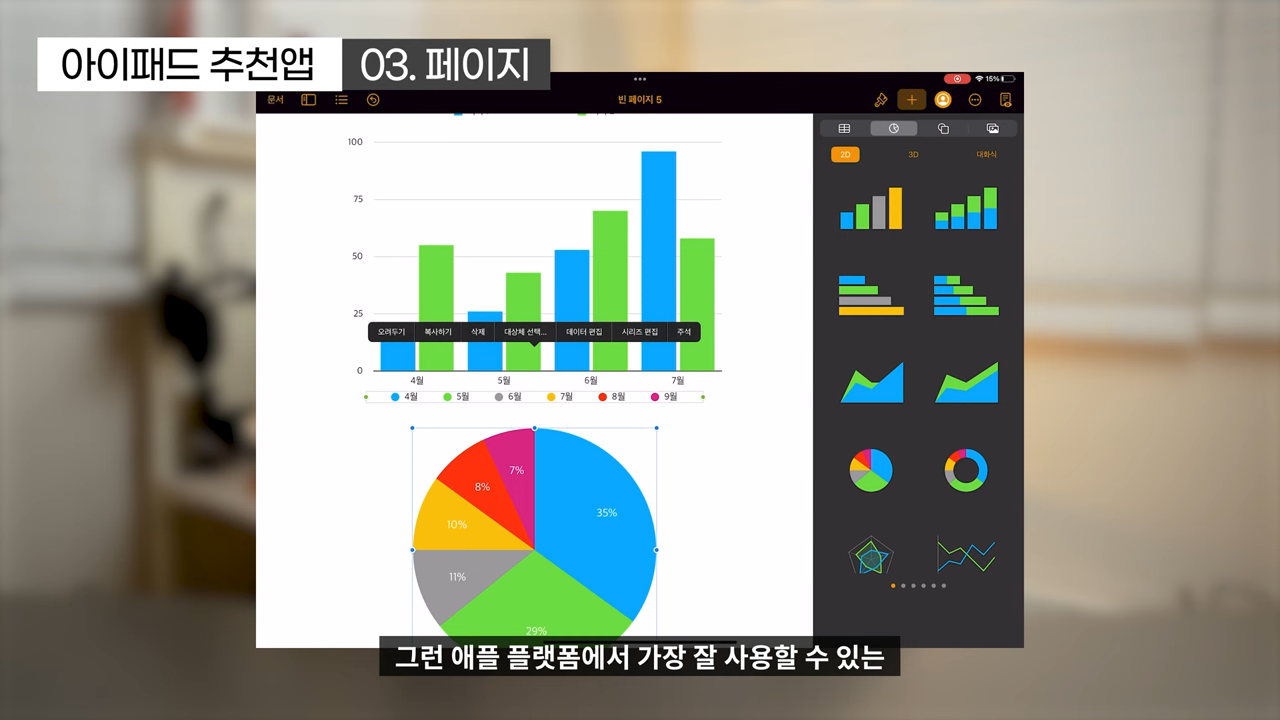 아이패드 추천앱
03. 페이지
15%
문서
빈 페이지 5
2D
3D
대화식
100
75
50
25
0
오려두기 복사하기 삭제 대상체 선택... 데이터 편집 시리즈 편집 주석
4월 5월 6월 7월
4월 5월 6월 7월 8월 9월
7%
8%
35%
10%
11%
29%
그런 애플 플랫폼에서 가장 잘 사용할 수 있는